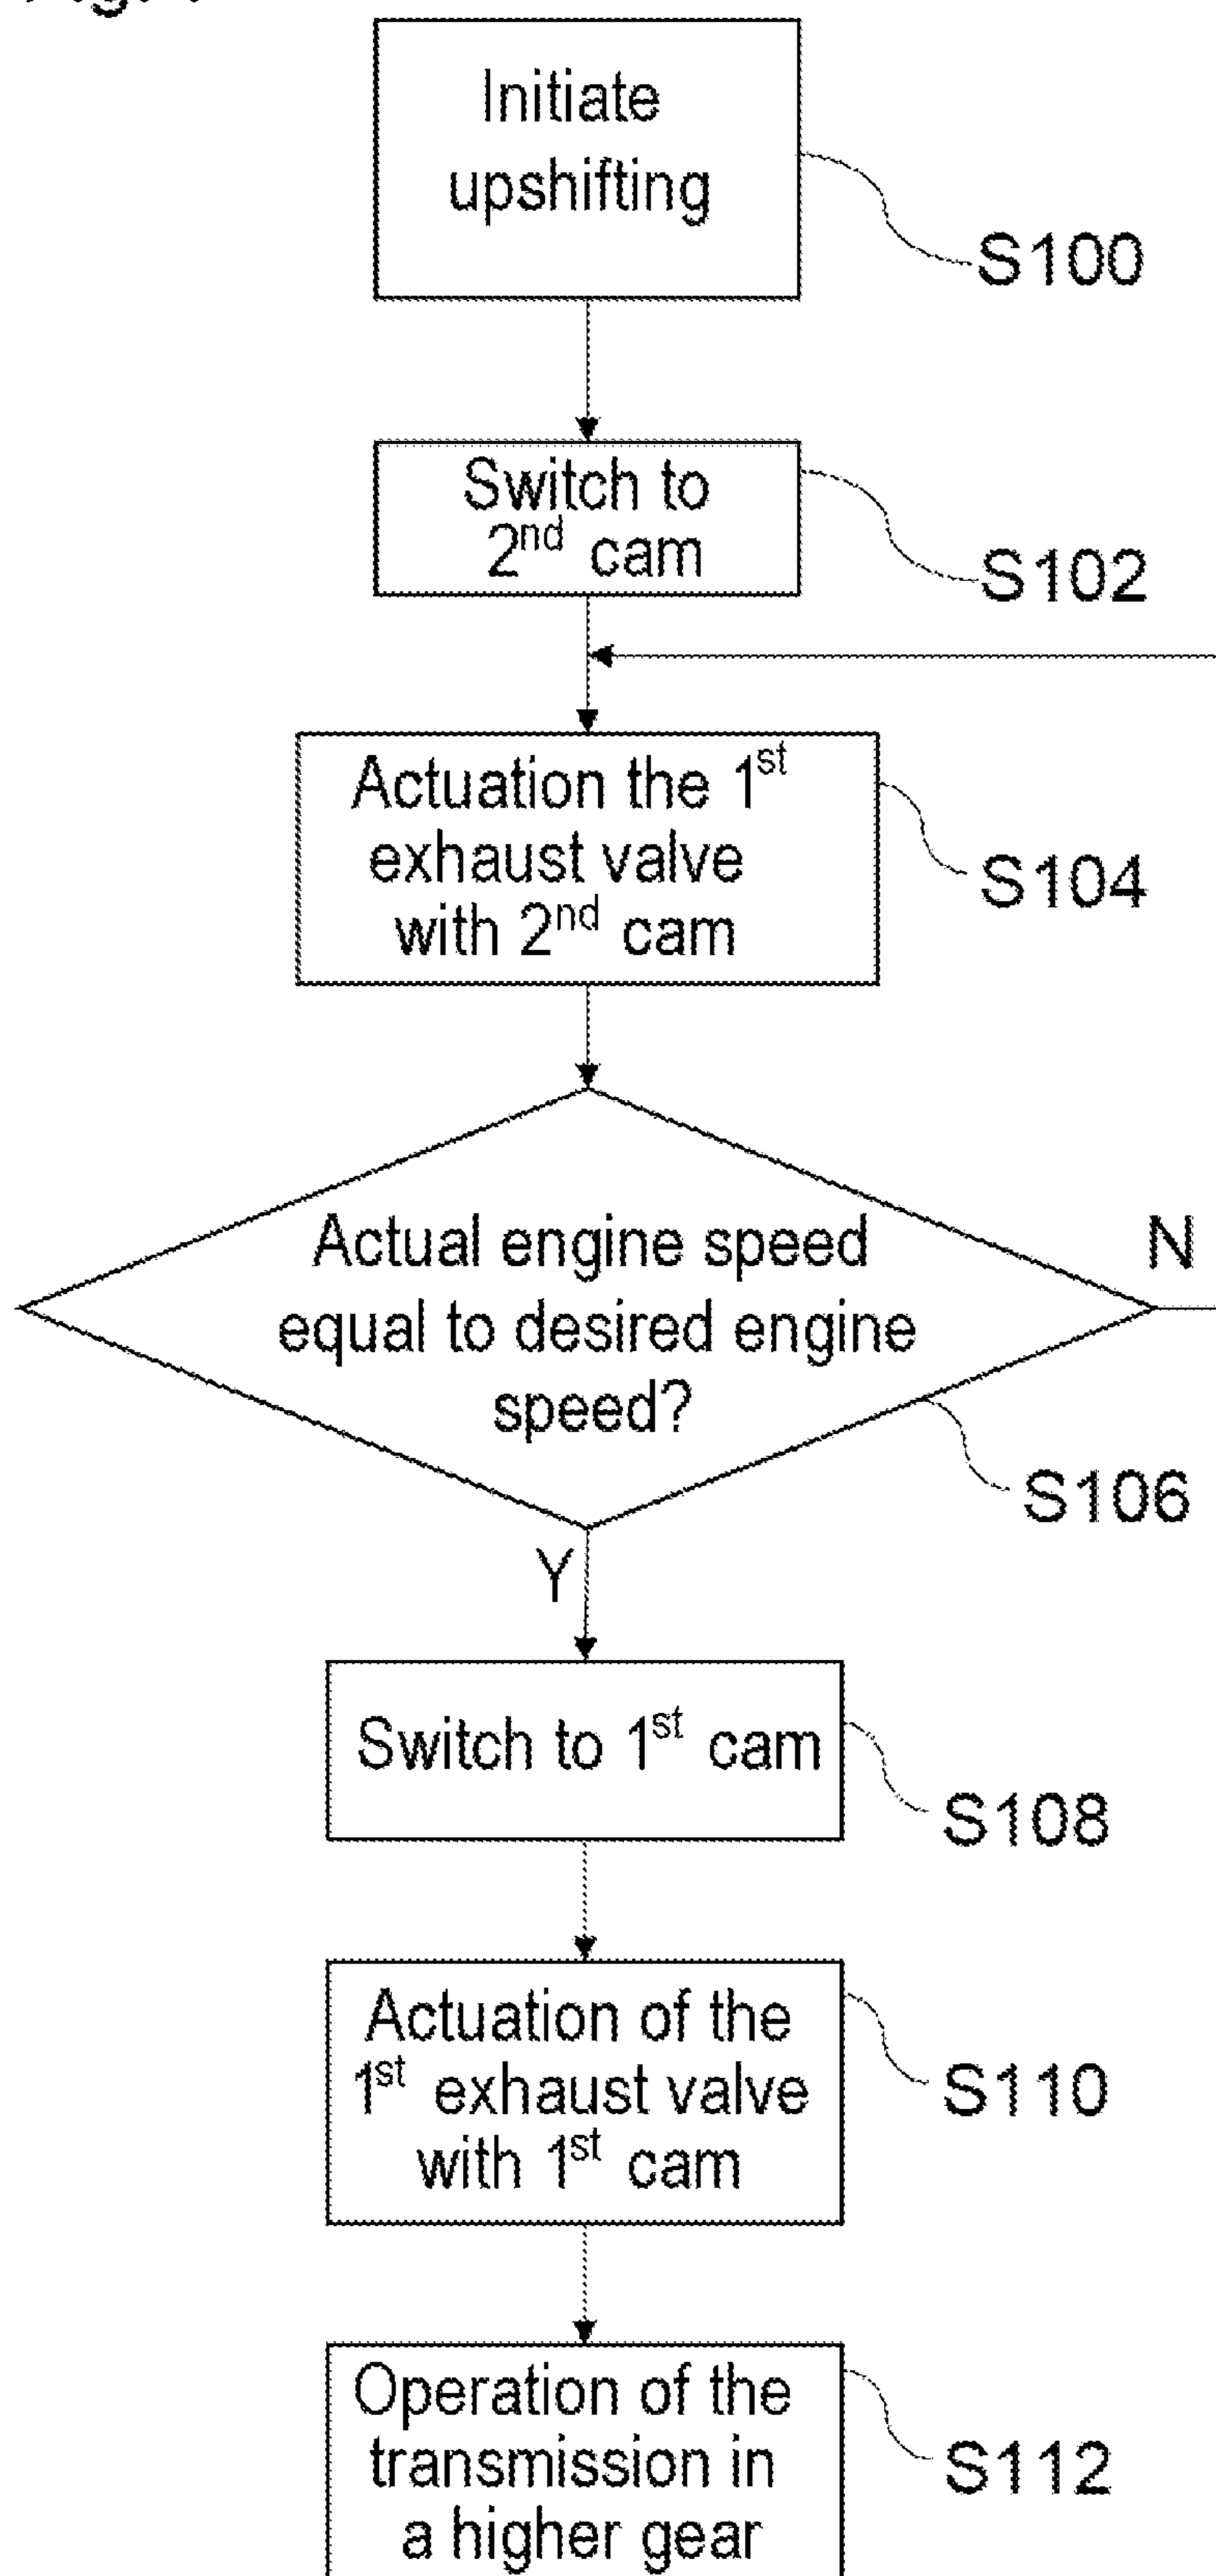 Initiate
upshifting
S100
Switch to
2nd cam
S102
Actuation the 1st
exhaust valve
with 2nd cam
S104
Actual engine speed
equal to desired engine
speed?
N
S106
Y
Switch to 1st cam
S108
Actuation of the
1st exhaust valve
with 1st cam
S110
Operation of the
transmission in
a higher gear
S112